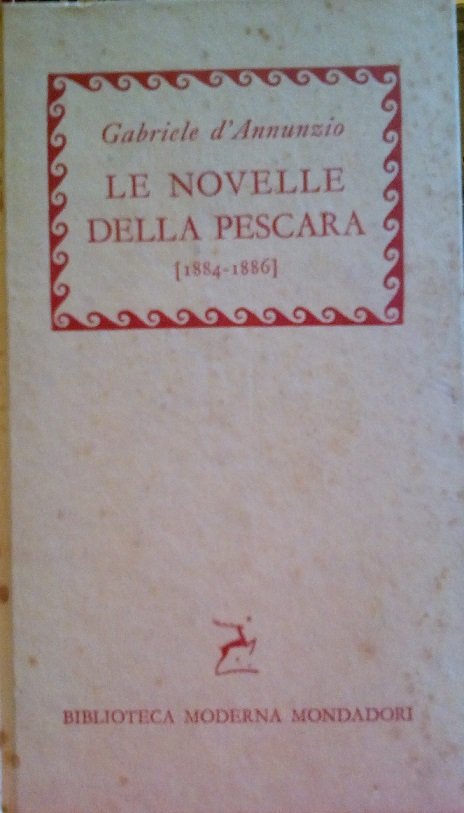 Gabriele d'Annunzio
LE NOVELLE
DELLA PESCARA
[1884-1886]
BIBLIOTECA MODERNA MONDADORI